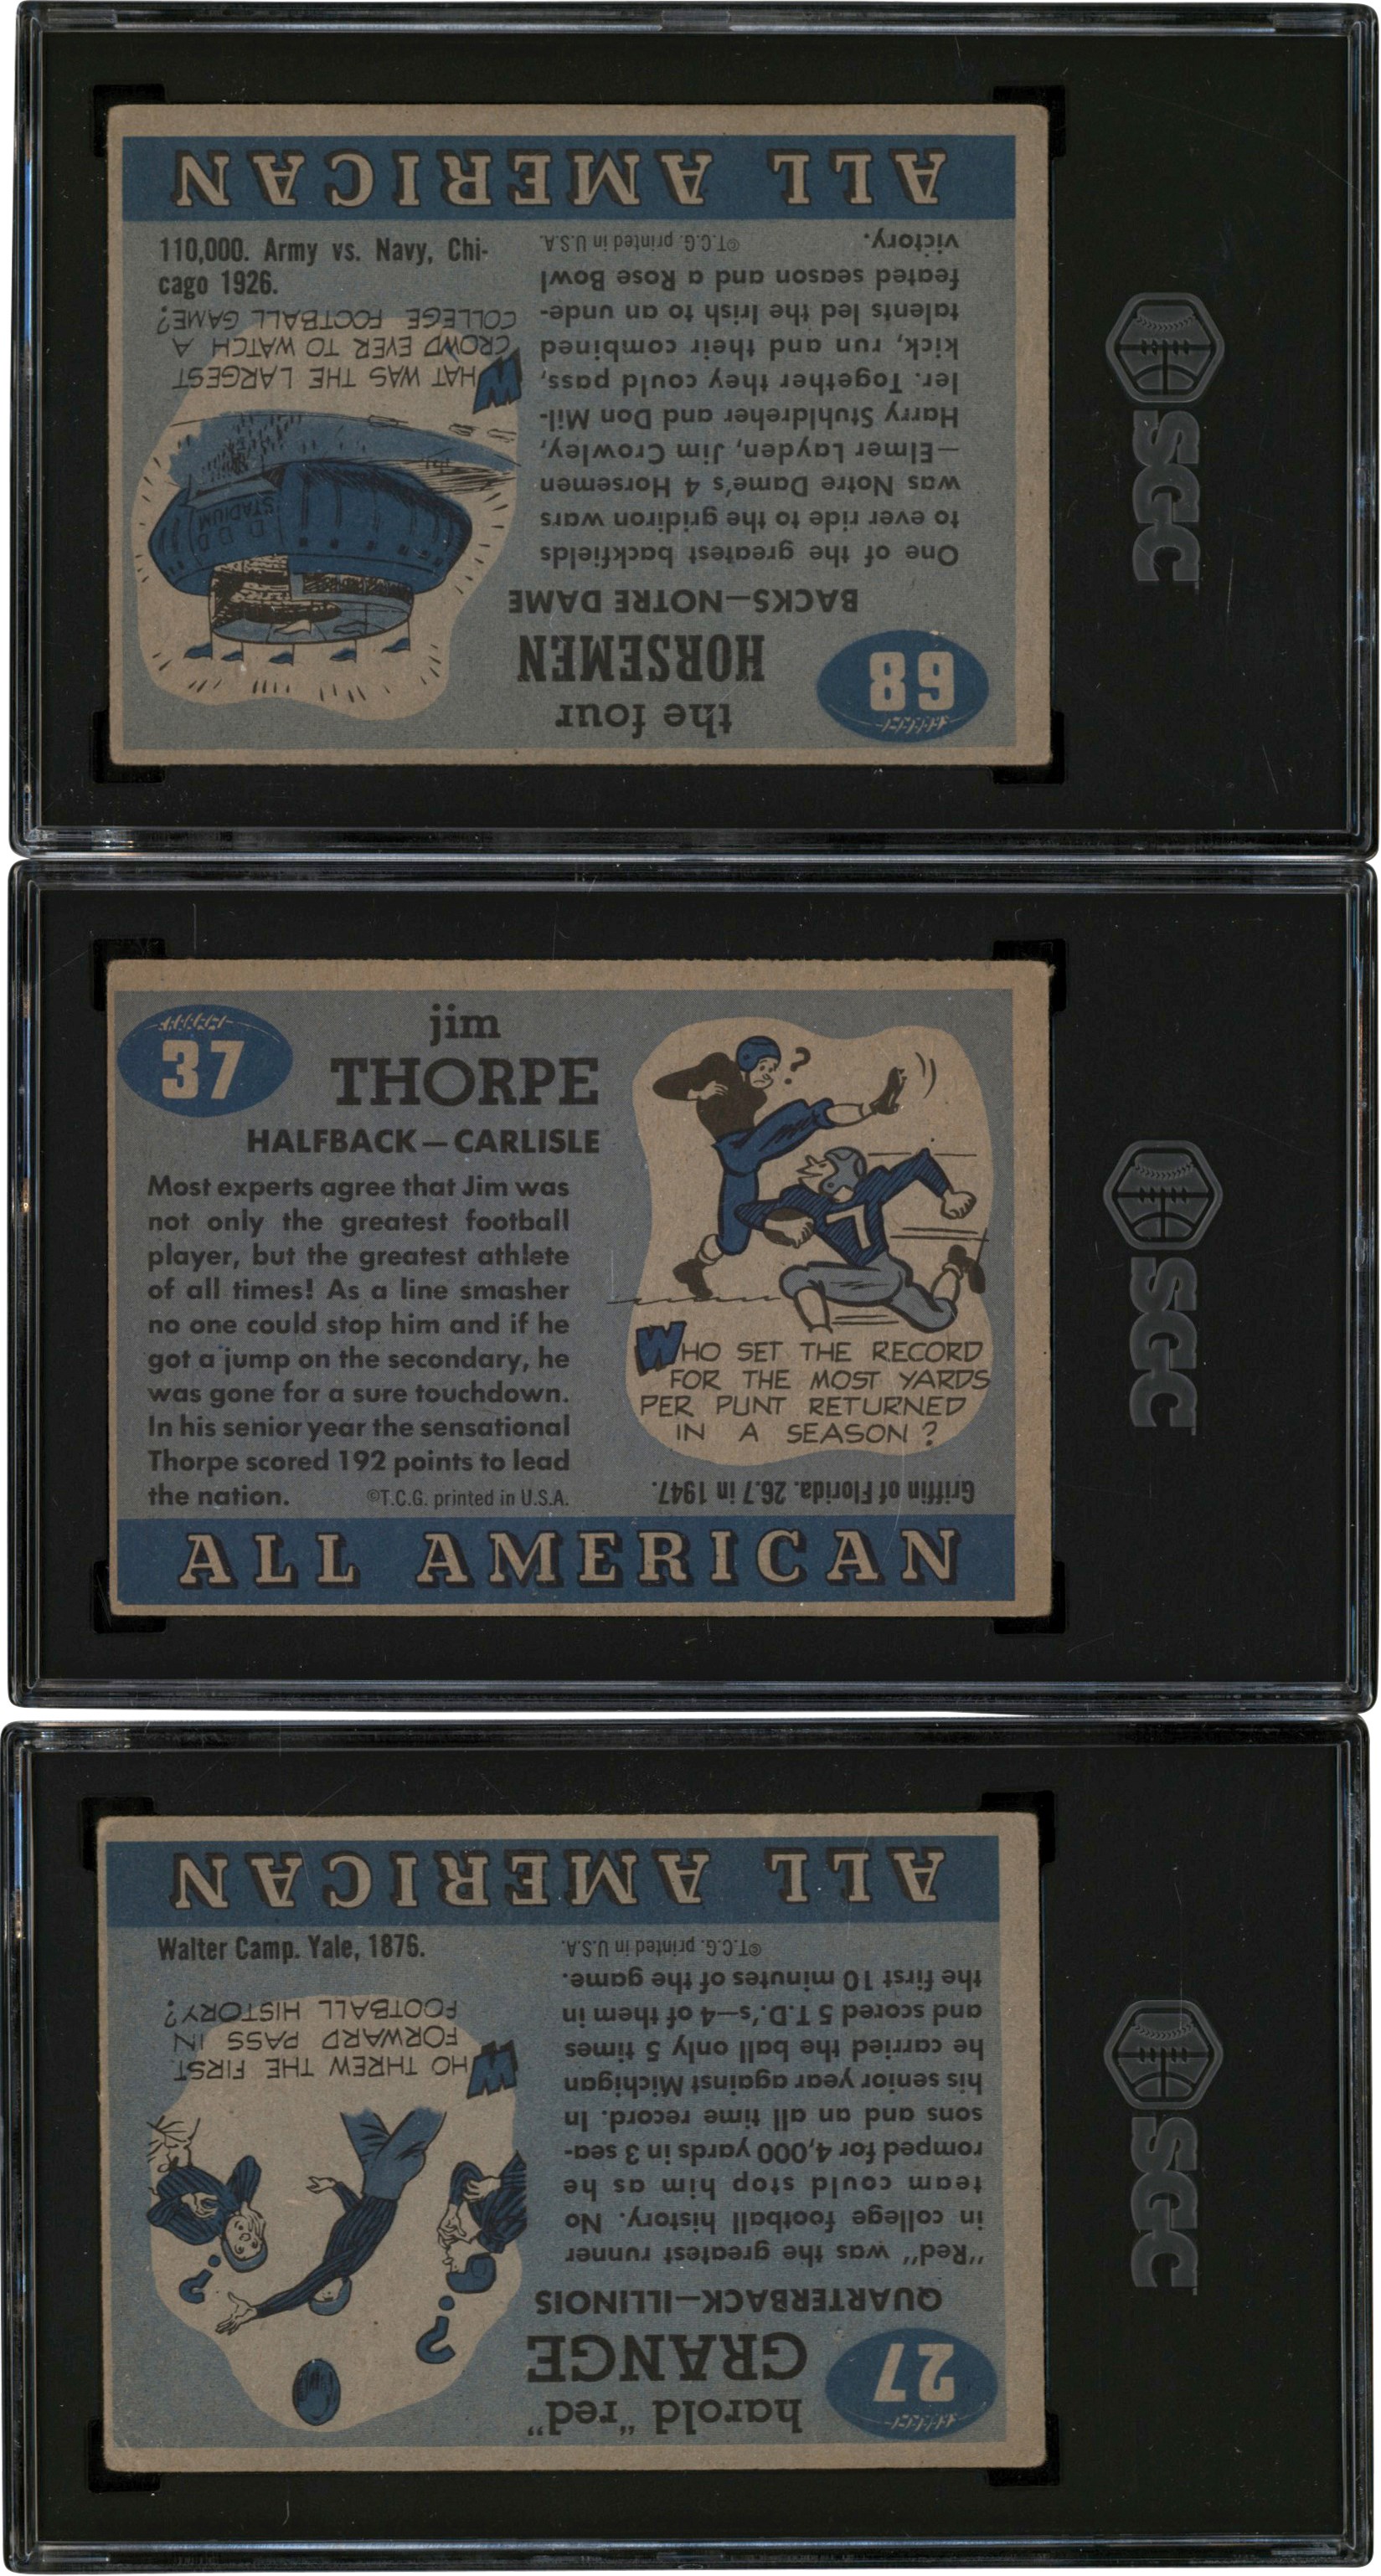 the four
HORSEMEN
68
BACKS—NOTRE DAME
One of the greatest backfields
to ever ride to the gridiron wars
was Notre Dame's 4 Horsemen
—Elmer Layden, Jim Crowley,
Harry Stuhldreher and Don Mil-
ler. Together they could pass,
kick, run and their combined
talents led the Irish to an unde-
feated season and a Rose Bowl
victory.
©T.C.G. printed in U.S.A.
D.D.D.
STADIUM
WHAT WAS THE LARGEST
CROWD EVER TO WATCH A
COLLEGE FOOTBALL GAME?
110,000. Army vs. Navy, Chi-
cago 1926.
ALL AMERICAN
SGC
37
jim
THORPE
HALFBACK—CARLISLE
Most experts agree that Jim was
not only the greatest football
player, but the greatest athlete
of all times! As a line smasher
no one could stop him and if he
got a jump on the secondary, he
was gone for a sure touchdown.
In his senior year the sensational
Thorpe scored 192 points to lead
the nation.
©T.C.G. printed in U.S.A.
?
7
WHO SET THE RECORD
FOR THE MOST YARDS
PER PUNT RETURNED
IN A SEASON?
Griffin of Florida. 26.7 in 1947.
ALL AMERICAN
SGC
27
harold "red"
GRANGE
QUARTERBACK—ILLINOIS
"Red" was the greatest runner
in college football history. No
team could stop him as he
romped for 4,000 yards in 3 sea-
sons and an all time record. In
his senior year against Michigan
he carried the ball only 5 times
and scored 5 T.D.'s—4 of them in
the first 10 minutes of the game.
©T.C.G. printed in U.S.A.
?
?
?
WHO THREW THE FIRST
FORWARD PASS IN
FOOTBALL HISTORY?
Walter Camp. Yale, 1876.
ALL AMERICAN
SGC